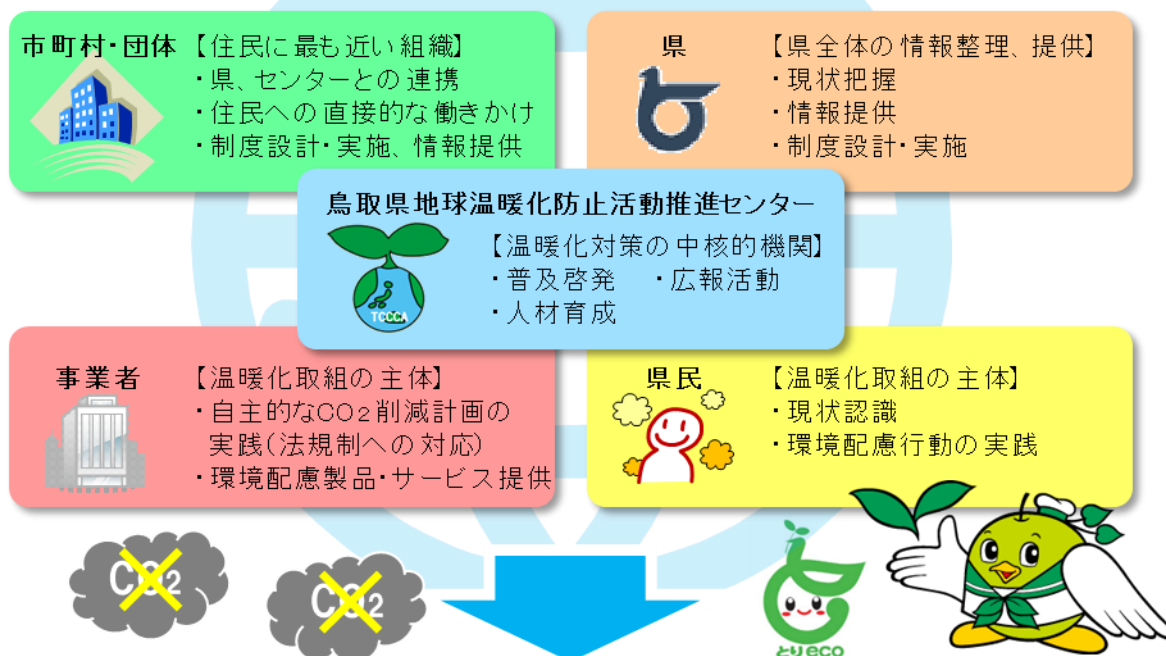 市町村・団体
【住民に最も近い組織】
・県、センターとの連携
・住民への直接的な働きかけ
・制度設計・実施、情報提供
県
【県全体の情報整理、提供】
・現状把握
・情報提供
・制度設計・実施
鳥取県地球温暖化防止活動推進センター
【温暖化対策の中核的機関】
・普及啓発 ・広報活動
・人材育成
TCCCA
事業者
【温暖化取組の主体】
・自主的なCO2削減計画の
実践(法規制への対応)
・環境配慮製品・サービス提供
県民
【温暖化取組の主体】
・現状認識
・環境配慮行動の実践
CO2
CO2
とりeco